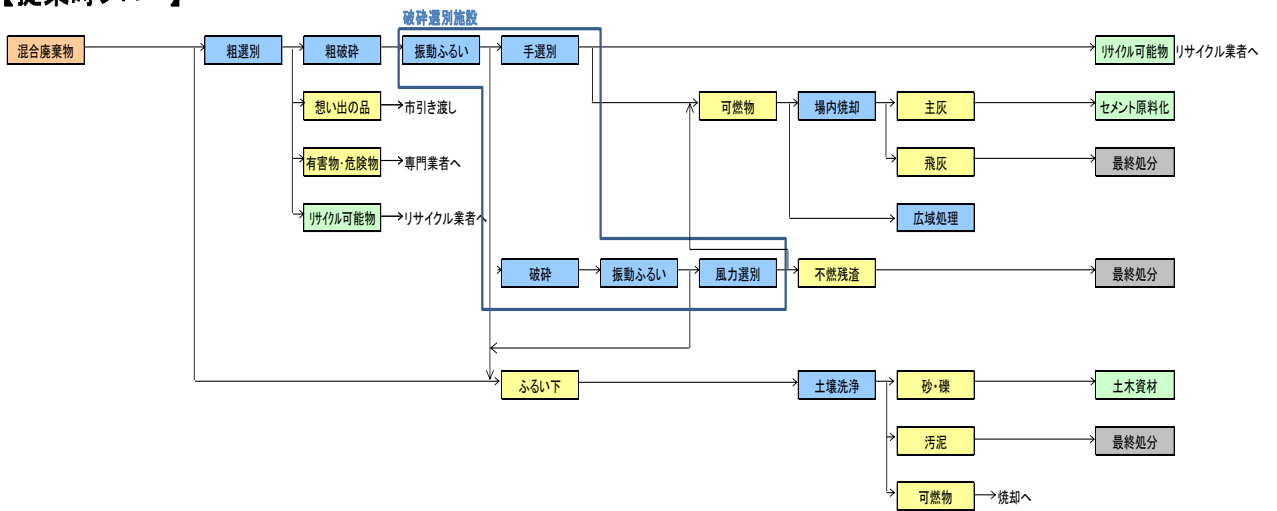 【提案時フロー】
破砕選別施設
混合廃棄物
粗選別
粗破砕
振動ふるい
手選別
リサイクル可能物
リサイクル業者へ
想い出の品
市引き渡し
可燃物
場内焼却
主灰
セメント原料化
有害物・危険物
専門業者へ
飛灰
最終処分
リサイクル可能物
リサイクル業者へ
広域処理
破砕
振動ふるい
風力選別
不燃残渣
最終処分
ふるい下
土壌洗浄
砂・礫
土木資材
汚泥
最終処分
可燃物
焼却へ